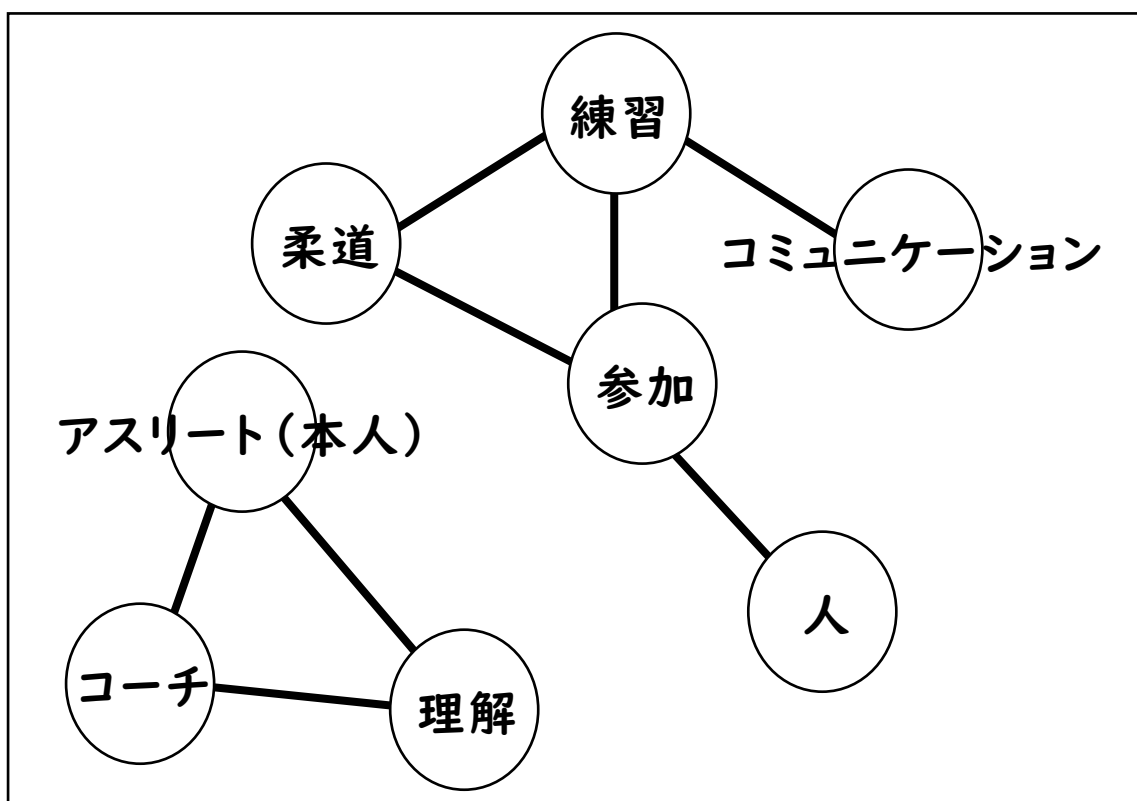 練習
柔道
コミュニケーション
参加
アスリート(本人)
人
コーチ
理解